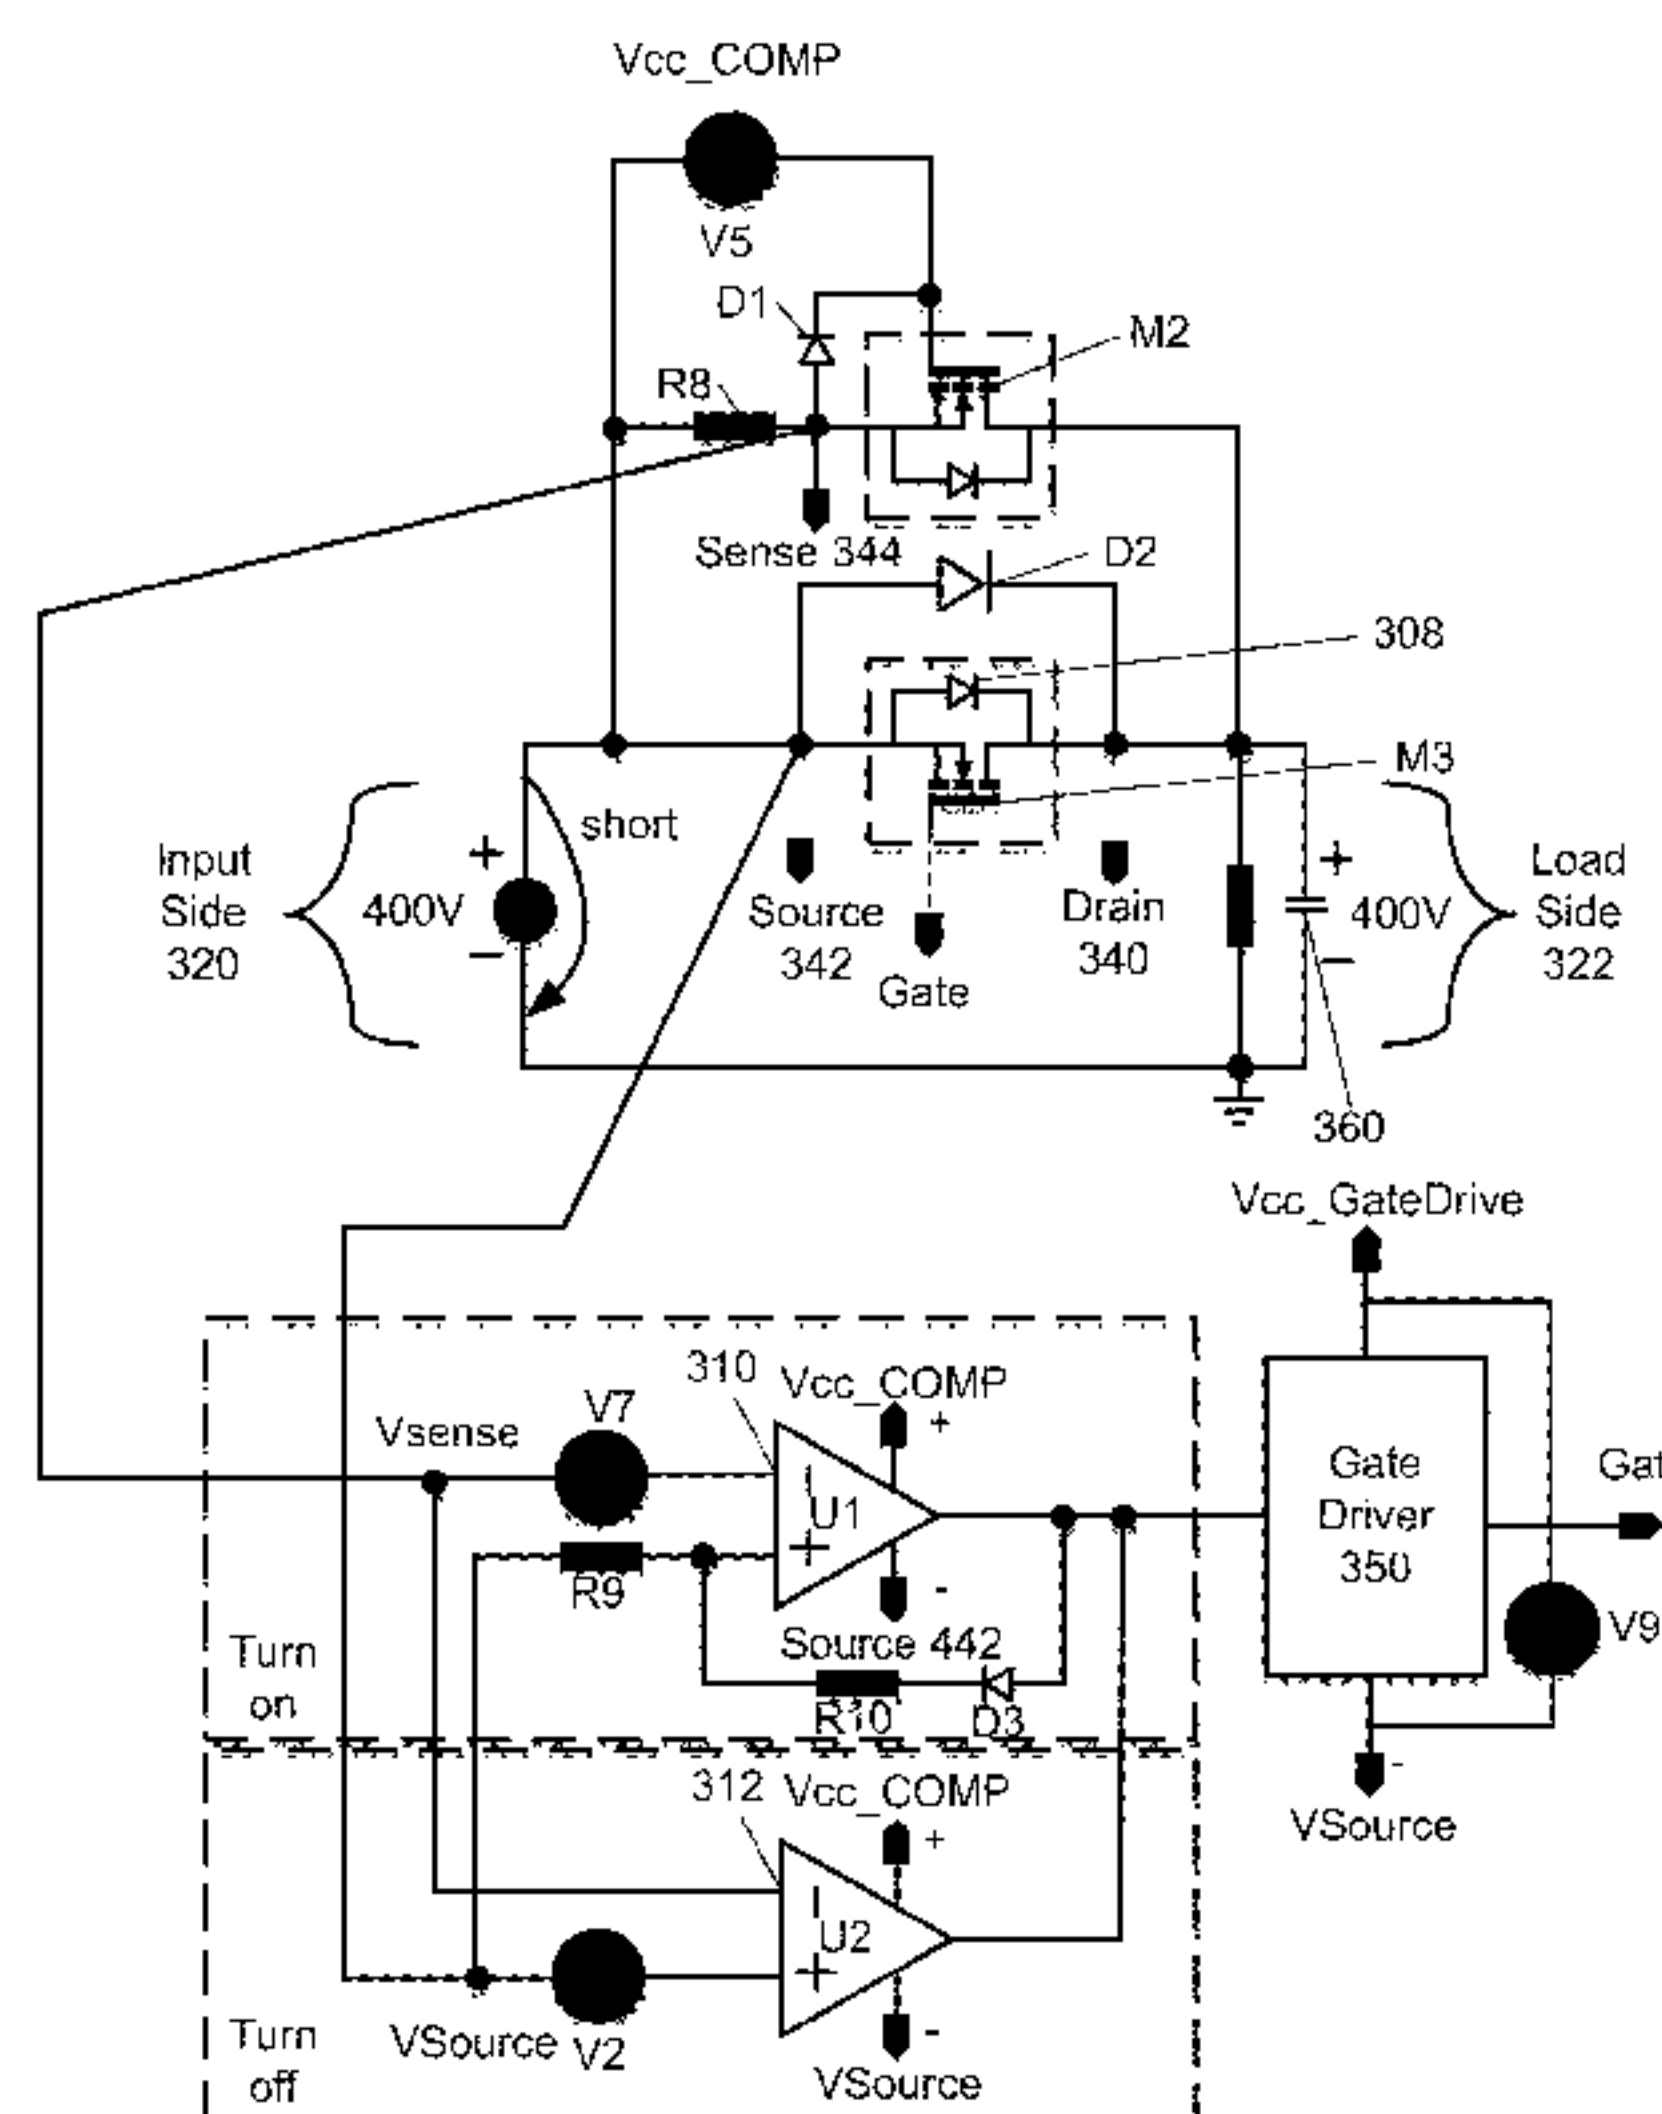 Vcc_COMP
V5
D1
M2
R8
Sense 344
D2
308
M3
short
Input
Side
320
+
400V
−
Source
342
Gate
Drain
340
+
400V
−
Load
Side
322
360
Vcc_GateDrive
310
Vcc_COMP
+
V7
Vsense
U1
+
-
R9
Source 442
R10
D3
Turn
on
Gate
Driver
350
Gat
V9
-
VSource
312
Vcc_COMP
+
U2
+
-
VSource
V2
VSource
Turn
off